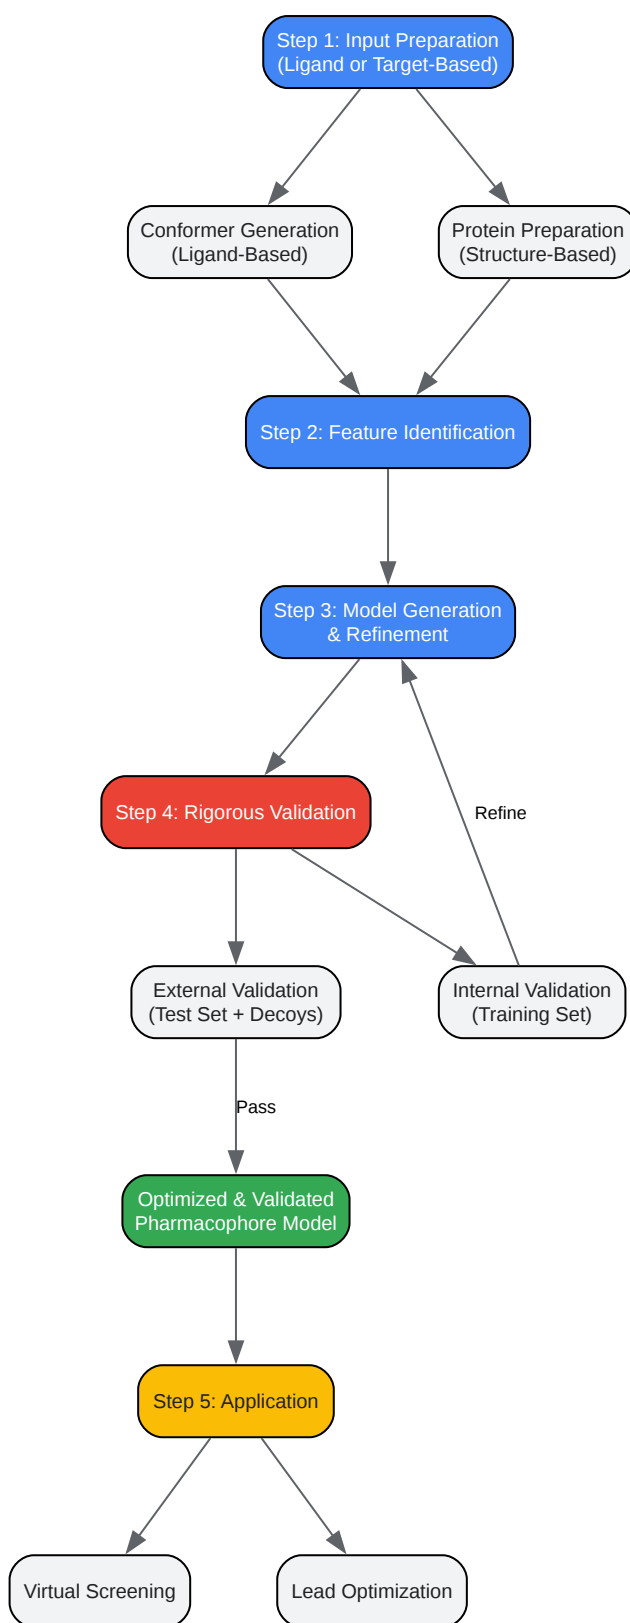 Step 1: Input Preparation
(Ligand or Target-Based)
Conformer Generation
(Ligand-Based)
Protein Preparation
(Structure-Based)
Step 2: Feature Identification
Step 3: Model Generation
& Refinement
Step 4: Rigorous Validation
Refine
External Validation
(Test Set + Decoys)
Internal Validation
(Training Set)
Pass
Optimized & Validated
Pharmacophore Model
Step 5: Application
Virtual Screening
Lead Optimization